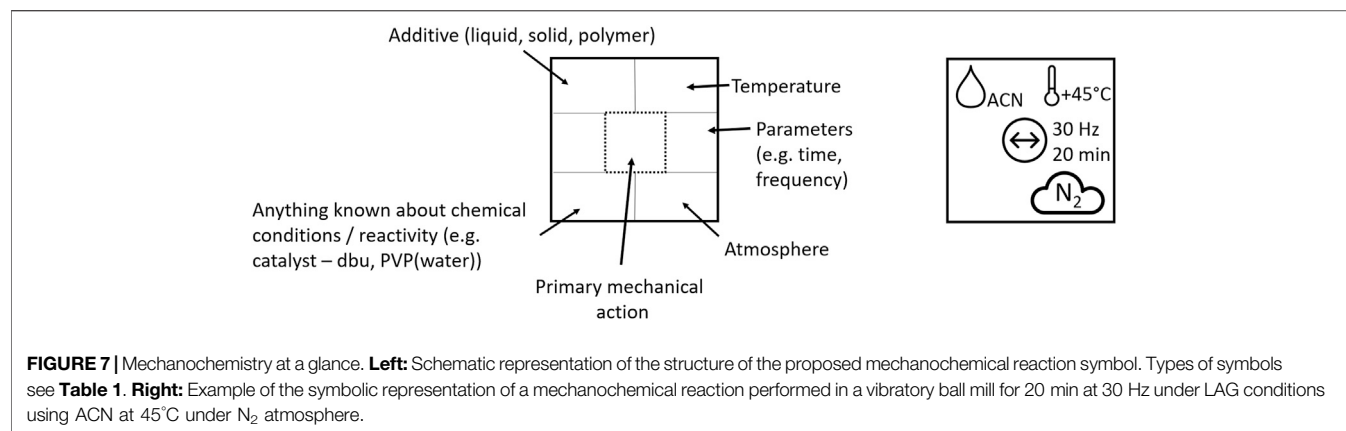 Additive (liquid, solid, polymer)
Temperature
Parameters
(e.g. time,
frequency)
Anything known about chemical
conditions / reactivity (e.g.
catalyst – dbu, PVP(water))
Atmosphere
Primary mechanical
action
ACN
+45°C
30 Hz
20 min
N₂
FIGURE 7 | Mechanochemistry at a glance. Left: Schematic representation of the structure of the proposed mechanochemical reaction symbol. Types of symbols
see Table 1. Right: Example of the symbolic representation of a mechanochemical reaction performed in a vibratory ball mill for 20 min at 30 Hz under LAG conditions
using ACN at 45°C under N₂ atmosphere.